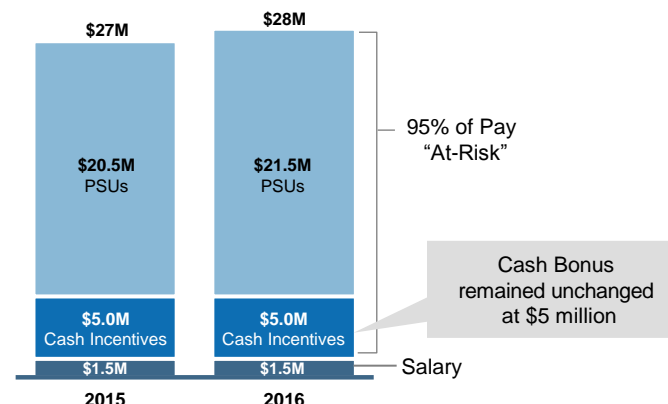 $27M
$28M
$20.5M
PSUs
$21.5M
PSUs
95% of Pay
“At-Risk”
$5.0M
Cash Incentives
$5.0M
Cash Incentives
Cash Bonus
remained unchanged
at $5 million
$1.5M
$1.5M
Salary
2015
2016